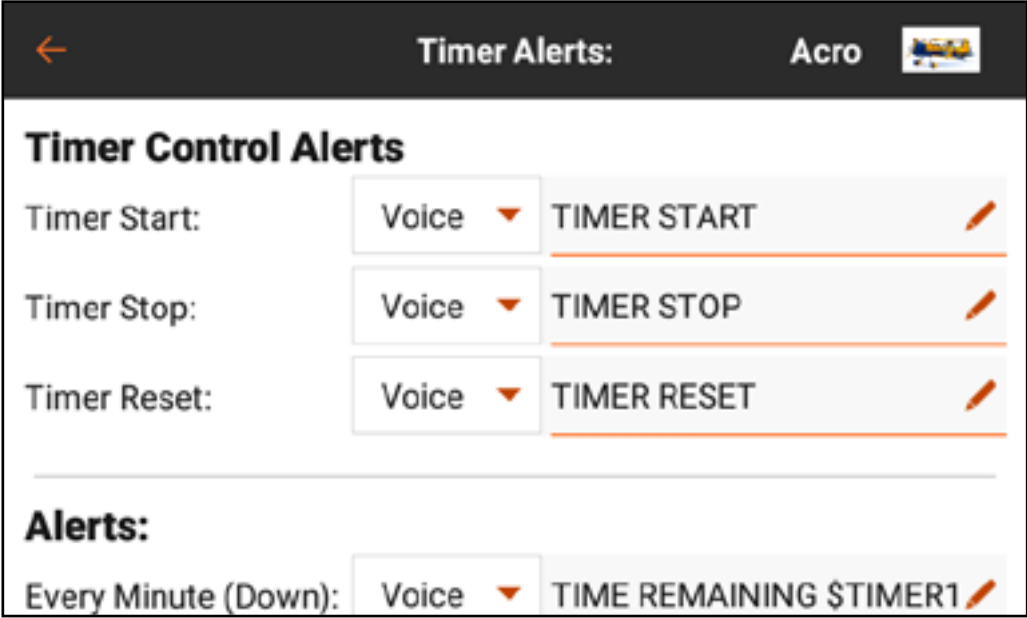 Timer Alerts: Acro
Timer Control Alerts
Timer Start: Voice TIMER START
Timer Stop: Voice TIMER STOP
Timer Reset: Voice TIMER RESET
Alerts:
Every Minute (Down): Voice TIME REMAINING $TIMER1